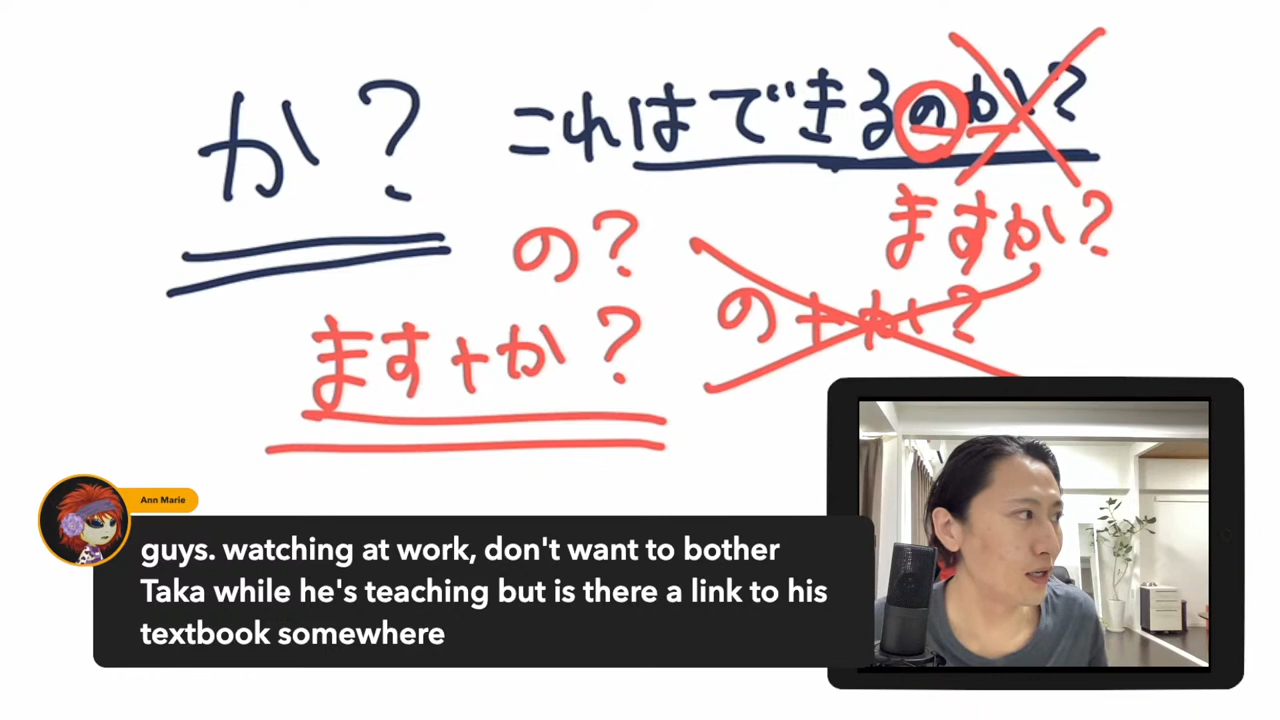 か?
これはできるのか?
ますか?
の?
の+か?
ます+か?
Ann Marie
guys. watching at work, don't want to bother
Taka while he's teaching but is there a link to his
textbook somewhere